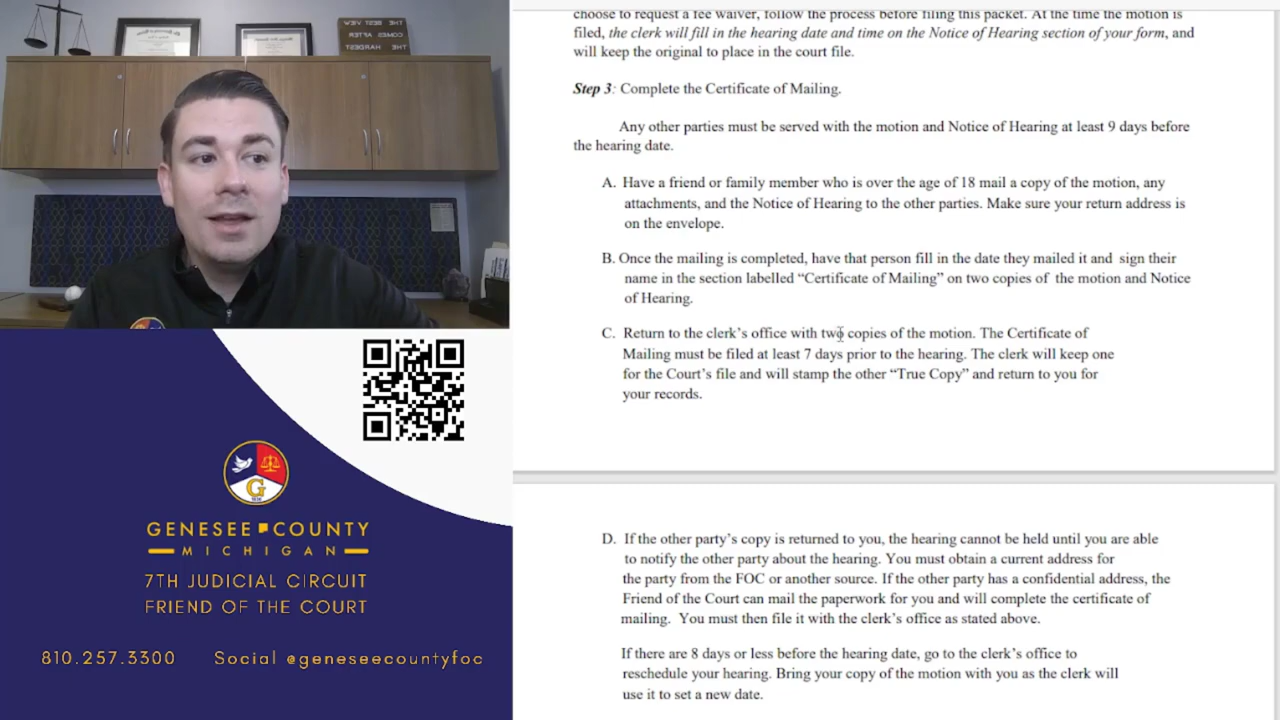 THE BEST VIEW
COMES AFTER
THE HARDEST
GENESEE COUNTY
MICHIGAN
7TH JUDICIAL CIRCUIT
FRIEND OF THE COURT
810.257.3300 Social @geneseecountyfoc
choose to request a fee waiver, follow the process before filing this packet. At the time the motion is
filed, the clerk will fill in the hearing date and time on the Notice of Hearing section of your form, and
will keep the original to place in the court file.
Step 3: Complete the Certificate of Mailing.
Any other parties must be served with the motion and Notice of Hearing at least 9 days before
the hearing date.
A. Have a friend or family member who is over the age of 18 mail a copy of the motion, any
attachments, and the Notice of Hearing to the other parties. Make sure your return address is
on the envelope.
B. Once the mailing is completed, have that person fill in the date they mailed it and sign their
name in the section labelled “Certificate of Mailing” on two copies of the motion and Notice
of Hearing.
C. Return to the clerk’s office with two copies of the motion. The Certificate of
Mailing must be filed at least 7 days prior to the hearing. The clerk will keep one
for the Court’s file and will stamp the other “True Copy” and return to you for
your records.
D. If the other party’s copy is returned to you, the hearing cannot be held until you are able
to notify the other party about the hearing. You must obtain a current address for
the party from the FOC or another source. If the other party has a confidential address, the
Friend of the Court can mail the paperwork for you and will complete the certificate of
mailing. You must then file it with the clerk’s office as stated above.
If there are 8 days or less before the hearing date, go to the clerk’s office to
reschedule your hearing. Bring your copy of the motion with you as the clerk will
use it to set a new date.